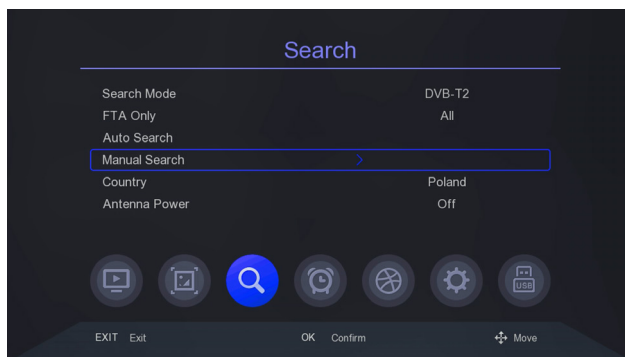 Search
Search Mode DVB-T2
FTA Only All
Auto Search
Manual Search >
Country Poland
Antenna Power Off
USB
EXIT Exit OK Confirm Move